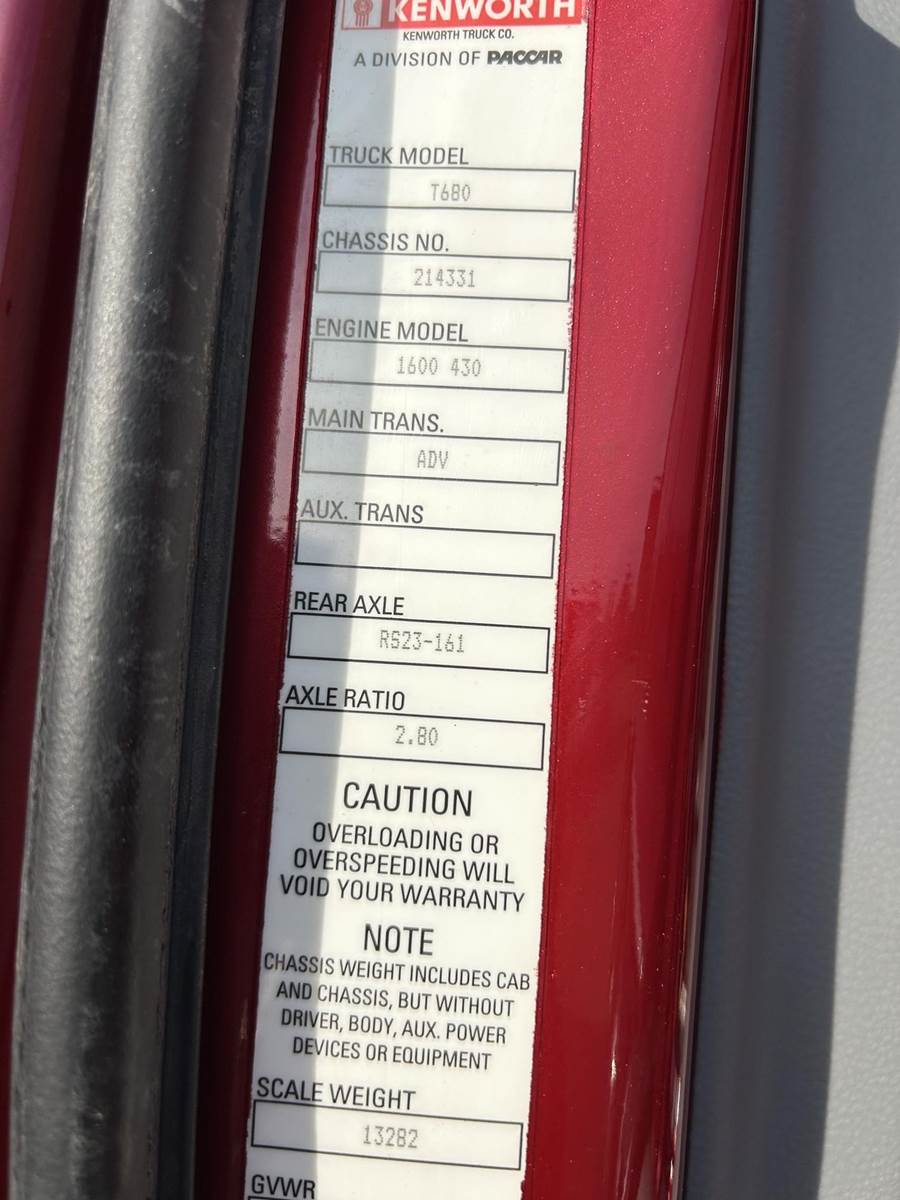 KENWORTH
KENWORTH TRUCK CO.
A DIVISION OF PACCAR
TRUCK MODEL
T680
CHASSIS NO.
214331
ENGINE MODEL
1600 430
MAIN TRANS.
ADV
AUX. TRANS
REAR AXLE
RS23-161
AXLE RATIO
2.80
CAUTION
OVERLOADING OR
OVERSPEEDING WILL
VOID YOUR WARRANTY
NOTE
CHASSIS WEIGHT INCLUDES CAB
AND CHASSIS, BUT WITHOUT
DRIVER, BODY, AUX. POWER
DEVICES OR EQUIPMENT
SCALE WEIGHT
13282
GVWR